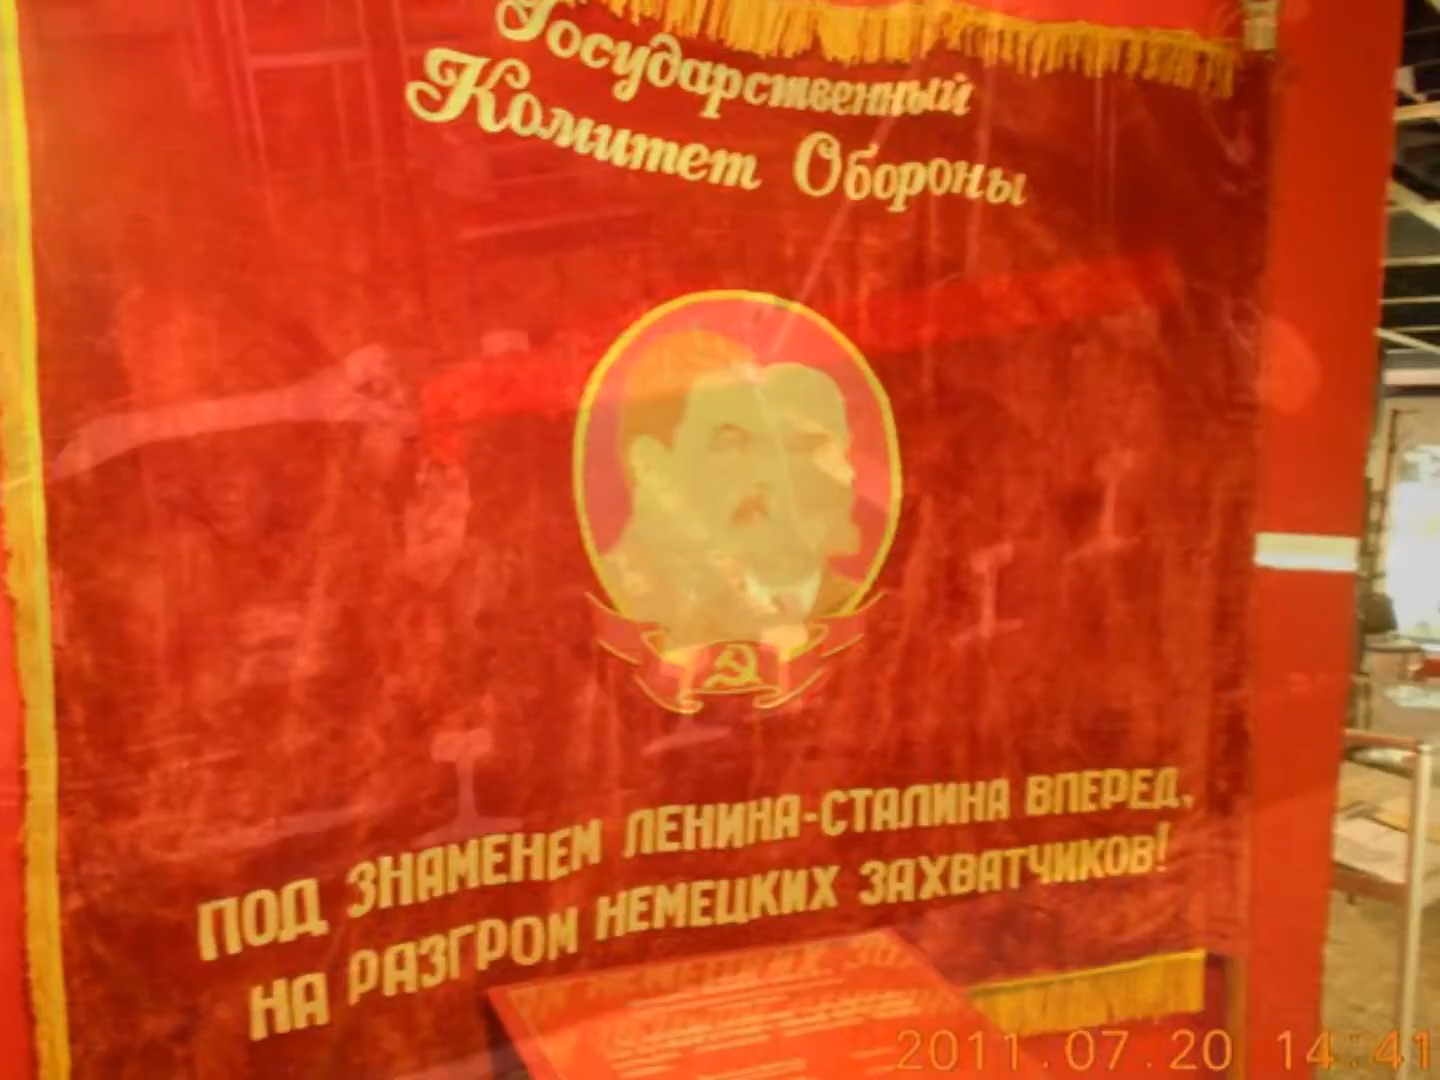 Государственный
Комитет Обороны
ПОД ЗНАМЕНЕМ ЛЕНИНА-СТАЛИНА ВПЕРЕД,
НА РАЗГРОМ НЕМЕЦКИХ ЗАХВАТЧИКОВ!
2011.07.20 14:41